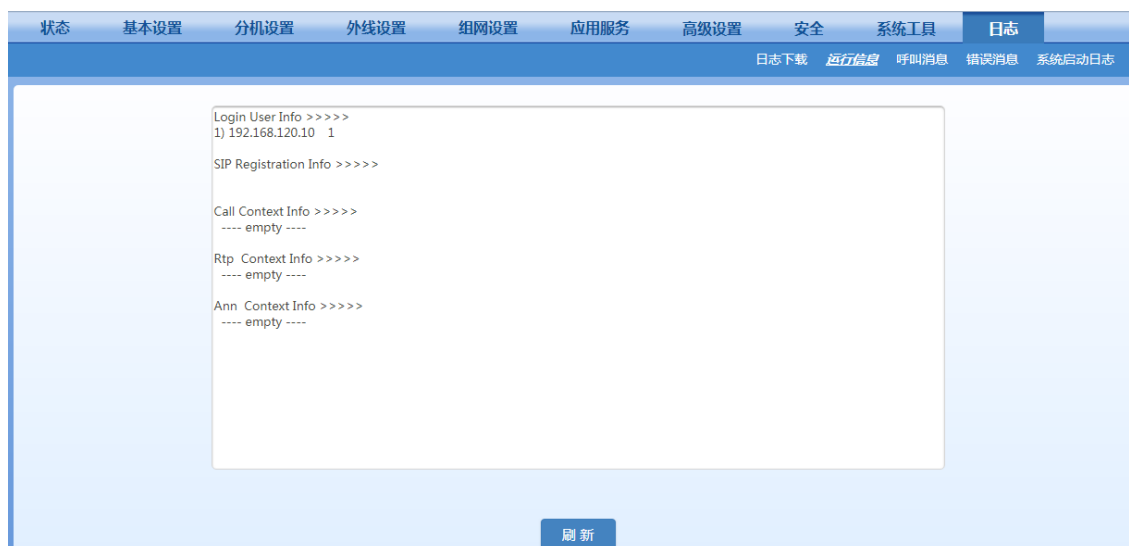 状态 基本设置 分机设置 外线设置 组网设置 应用服务 高级设置 安全 系统工具 日志
日志下载 运行信息 呼叫消息 错误消息 系统启动日志
Login User Info >>>>>
1) 192.168.120.10 1
SIP Registration Info >>>>>
Call Context Info >>>>>
---- empty ----
Rtp Context Info >>>>>
---- empty ----
Ann Context Info >>>>>
---- empty ----
刷新